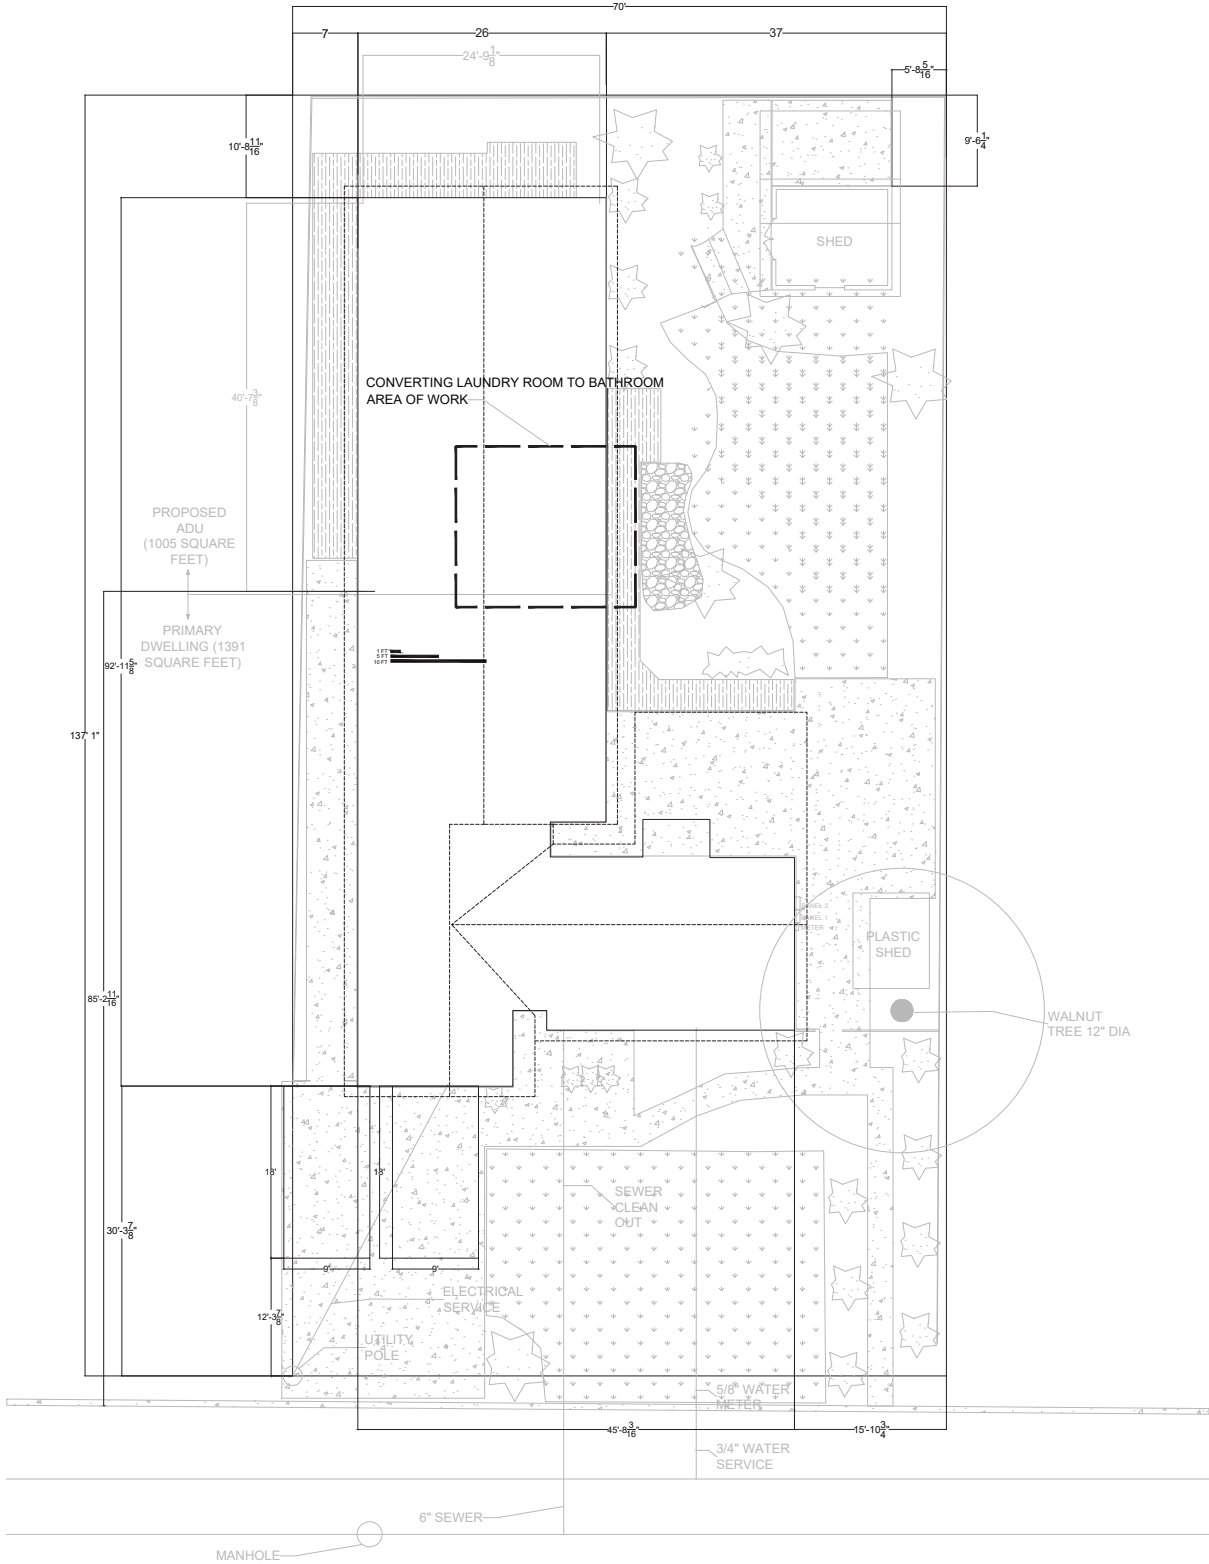 70'
7
26
37
24'-9 1/8"
5'-8 5/16"
10'-8 11/16"
9'-6 1/4"
SHED
CONVERTING LAUNDRY ROOM TO BATHROOM
AREA OF WORK
40'-7 3/8"
PROPOSED
ADU
(1005 SQUARE
FEET)
PRIMARY
DWELLING (1391
SQUARE FEET)
1 FT
5 FT
10 FT
92'-11 5/8"
137' 1"
PANEL 2
PANEL 1
METER
PLASTIC
SHED
85'-2 11/16"
WALNUT
TREE 12" DIA
18'
18'
SEWER
CLEAN
OUT
30'-3 7/8"
9'
9'
ELECTRICAL
SERVICE
12'-3 7/8"
UTILITY
POLE
5/8" WATER
METER
45'-8 3/16"
15'-10 3/4"
3/4" WATER
SERVICE
6" SEWER
MANHOLE